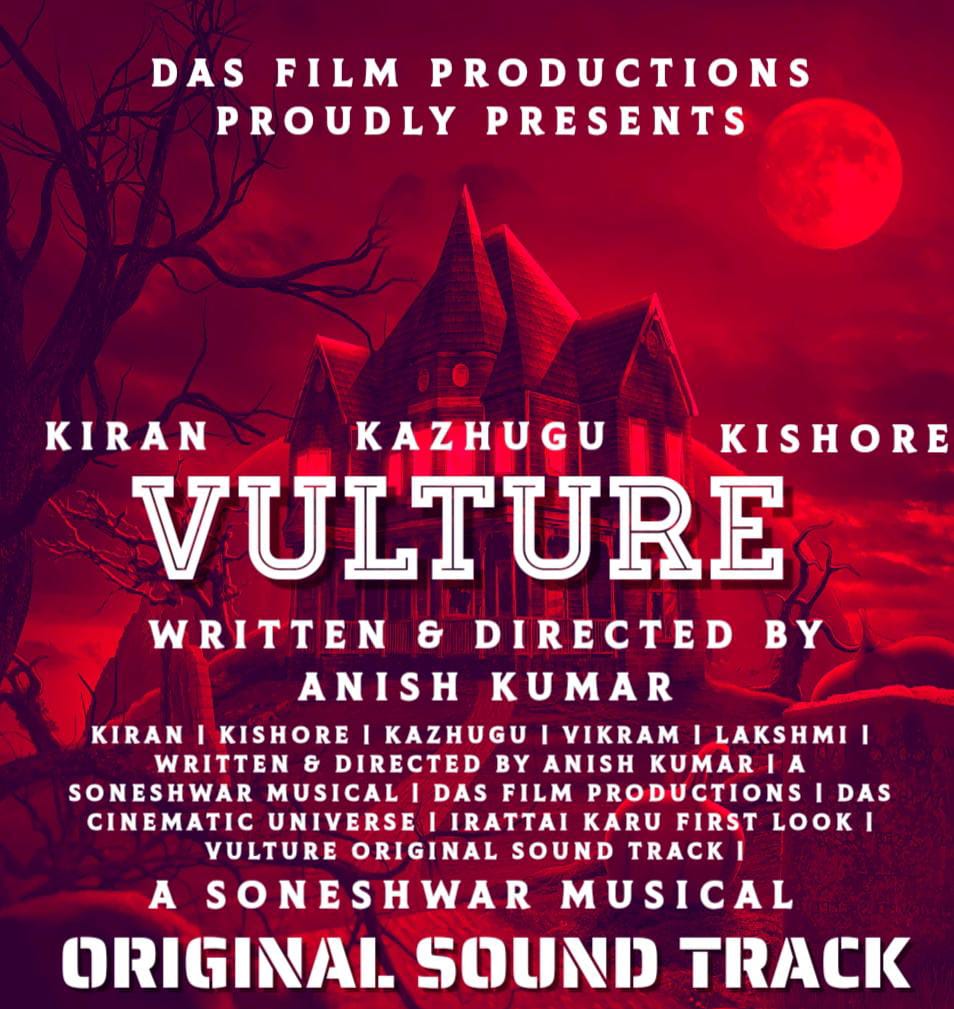 DAS FILM PRODUCTIONS
PROUDLY PRESENTS
KIRAN KAZHUGU KISHORE
VULTURE
WRITTEN & DIRECTED BY
ANISH KUMAR
KIRAN | KISHORE | KAZHUGU | VIKRAM | LAKSHMI |
WRITTEN & DIRECTED BY ANISH KUMAR | A
SONESHWAR MUSICAL | DAS FILM PRODUCTIONS | DAS
CINEMATIC UNIVERSE | IRATTAI KARU FIRST LOOK |
VULTURE ORIGINAL SOUND TRACK |
A SONESHWAR MUSICAL
ORIGINAL SOUND TRACK